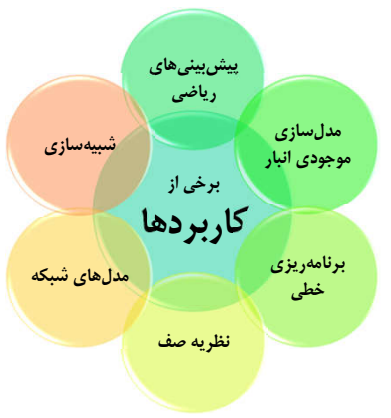 پیش‌بینی‌های
ریاضی
مدل‌سازی
موجودی انبار
برنامه‌ریزی
خطی
نظریه صف
مدل‌های شبکه
شبیه‌سازی
برخی از
کاربردها